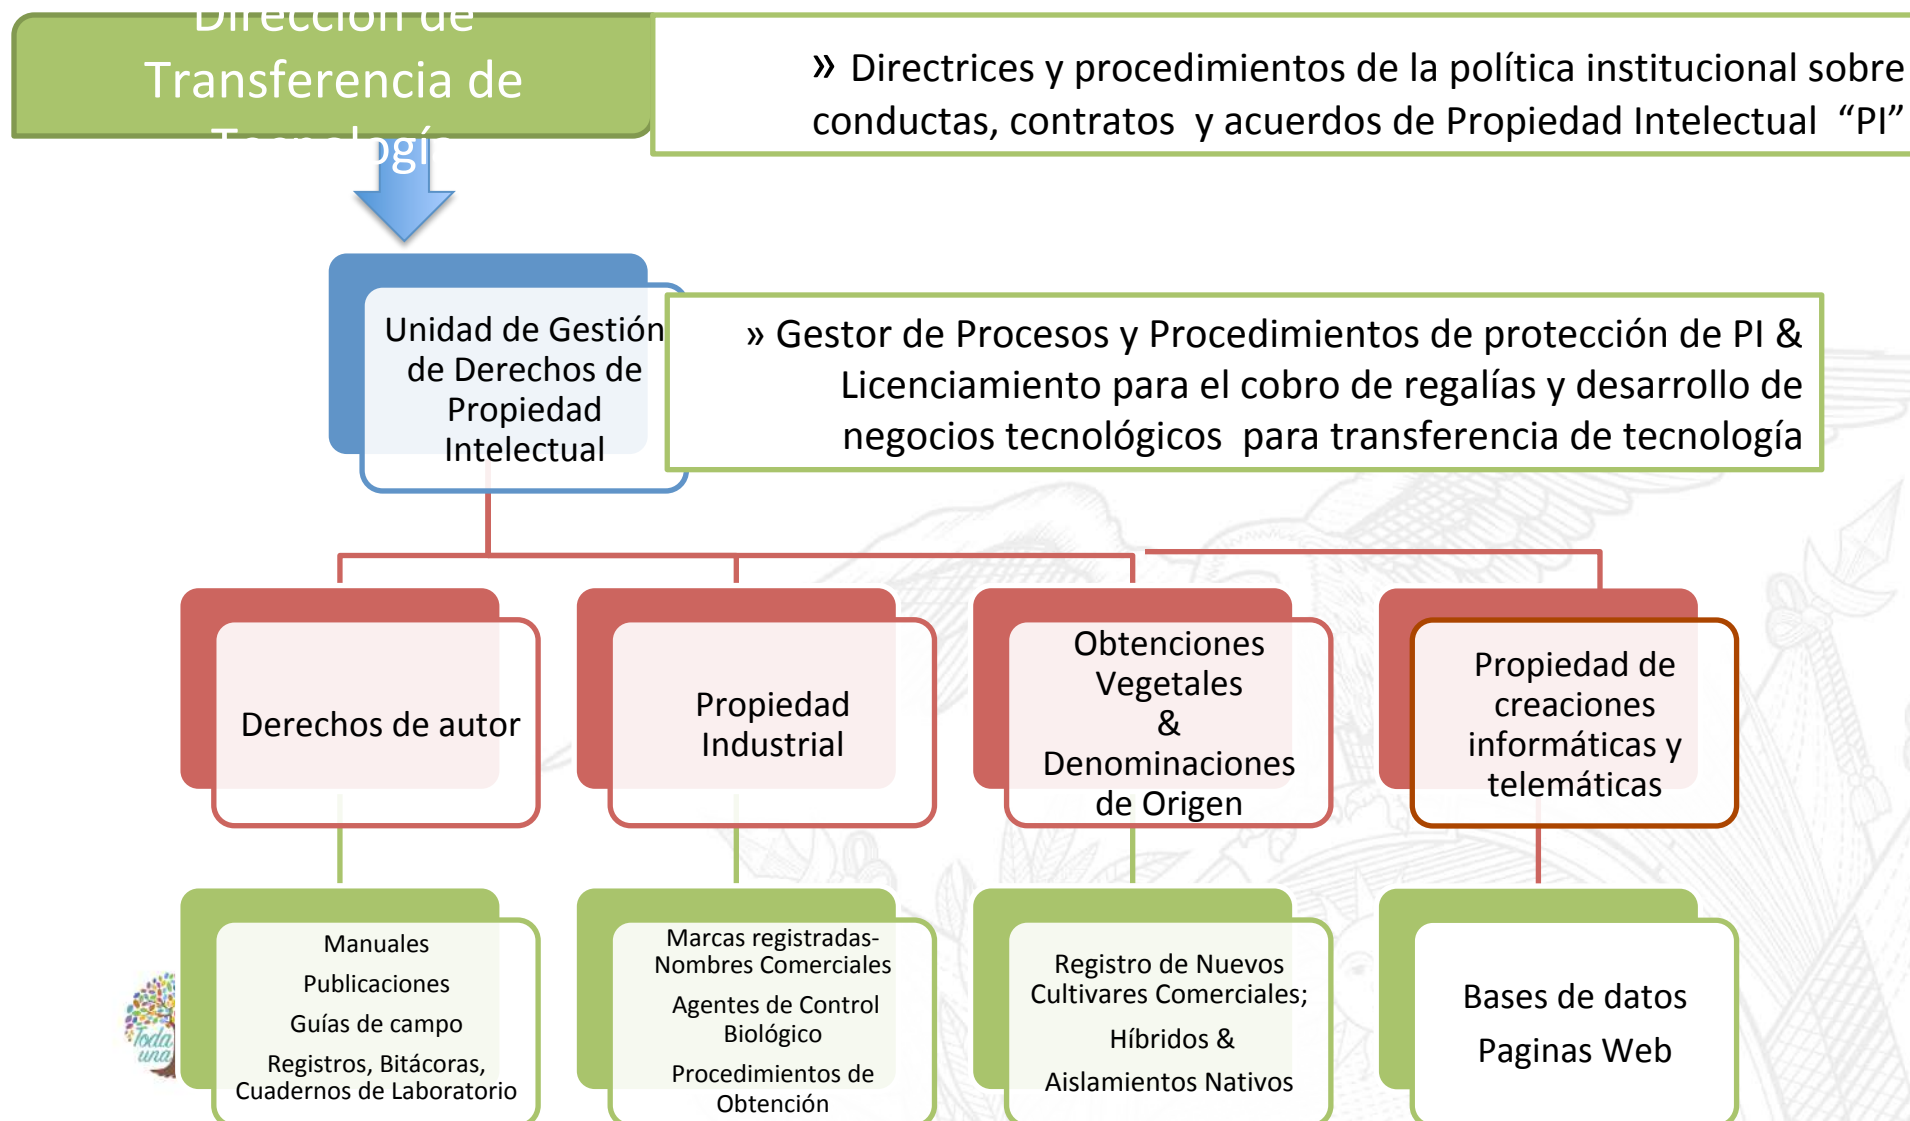 Dirección de
Transferencia de
Tecnología
» Directrices y procedimientos de la política institucional sobre
conductas, contratos y acuerdos de Propiedad Intelectual “PI”
Unidad de Gestión
de Derechos de
Propiedad
Intelectual
» Gestor de Procesos y Procedimientos de protección de PI &
Licenciamiento para el cobro de regalías y desarrollo de
negocios tecnológicos para transferencia de tecnología
Derechos de autor
Propiedad
Industrial
Obtenciones
Vegetales
&
Denominaciones
de Origen
Propiedad de
creaciones
informáticas y
telemáticas
Manuales
Publicaciones
Guías de campo
Registros, Bitácoras,
Cuadernos de Laboratorio
Marcas registradas-
Nombres Comerciales
Agentes de Control
Biológico
Procedimientos de
Obtención
Registro de Nuevos
Cultivares Comerciales;
Híbridos &
Aislamientos Nativos
Bases de datos
Paginas Web
Toda
una